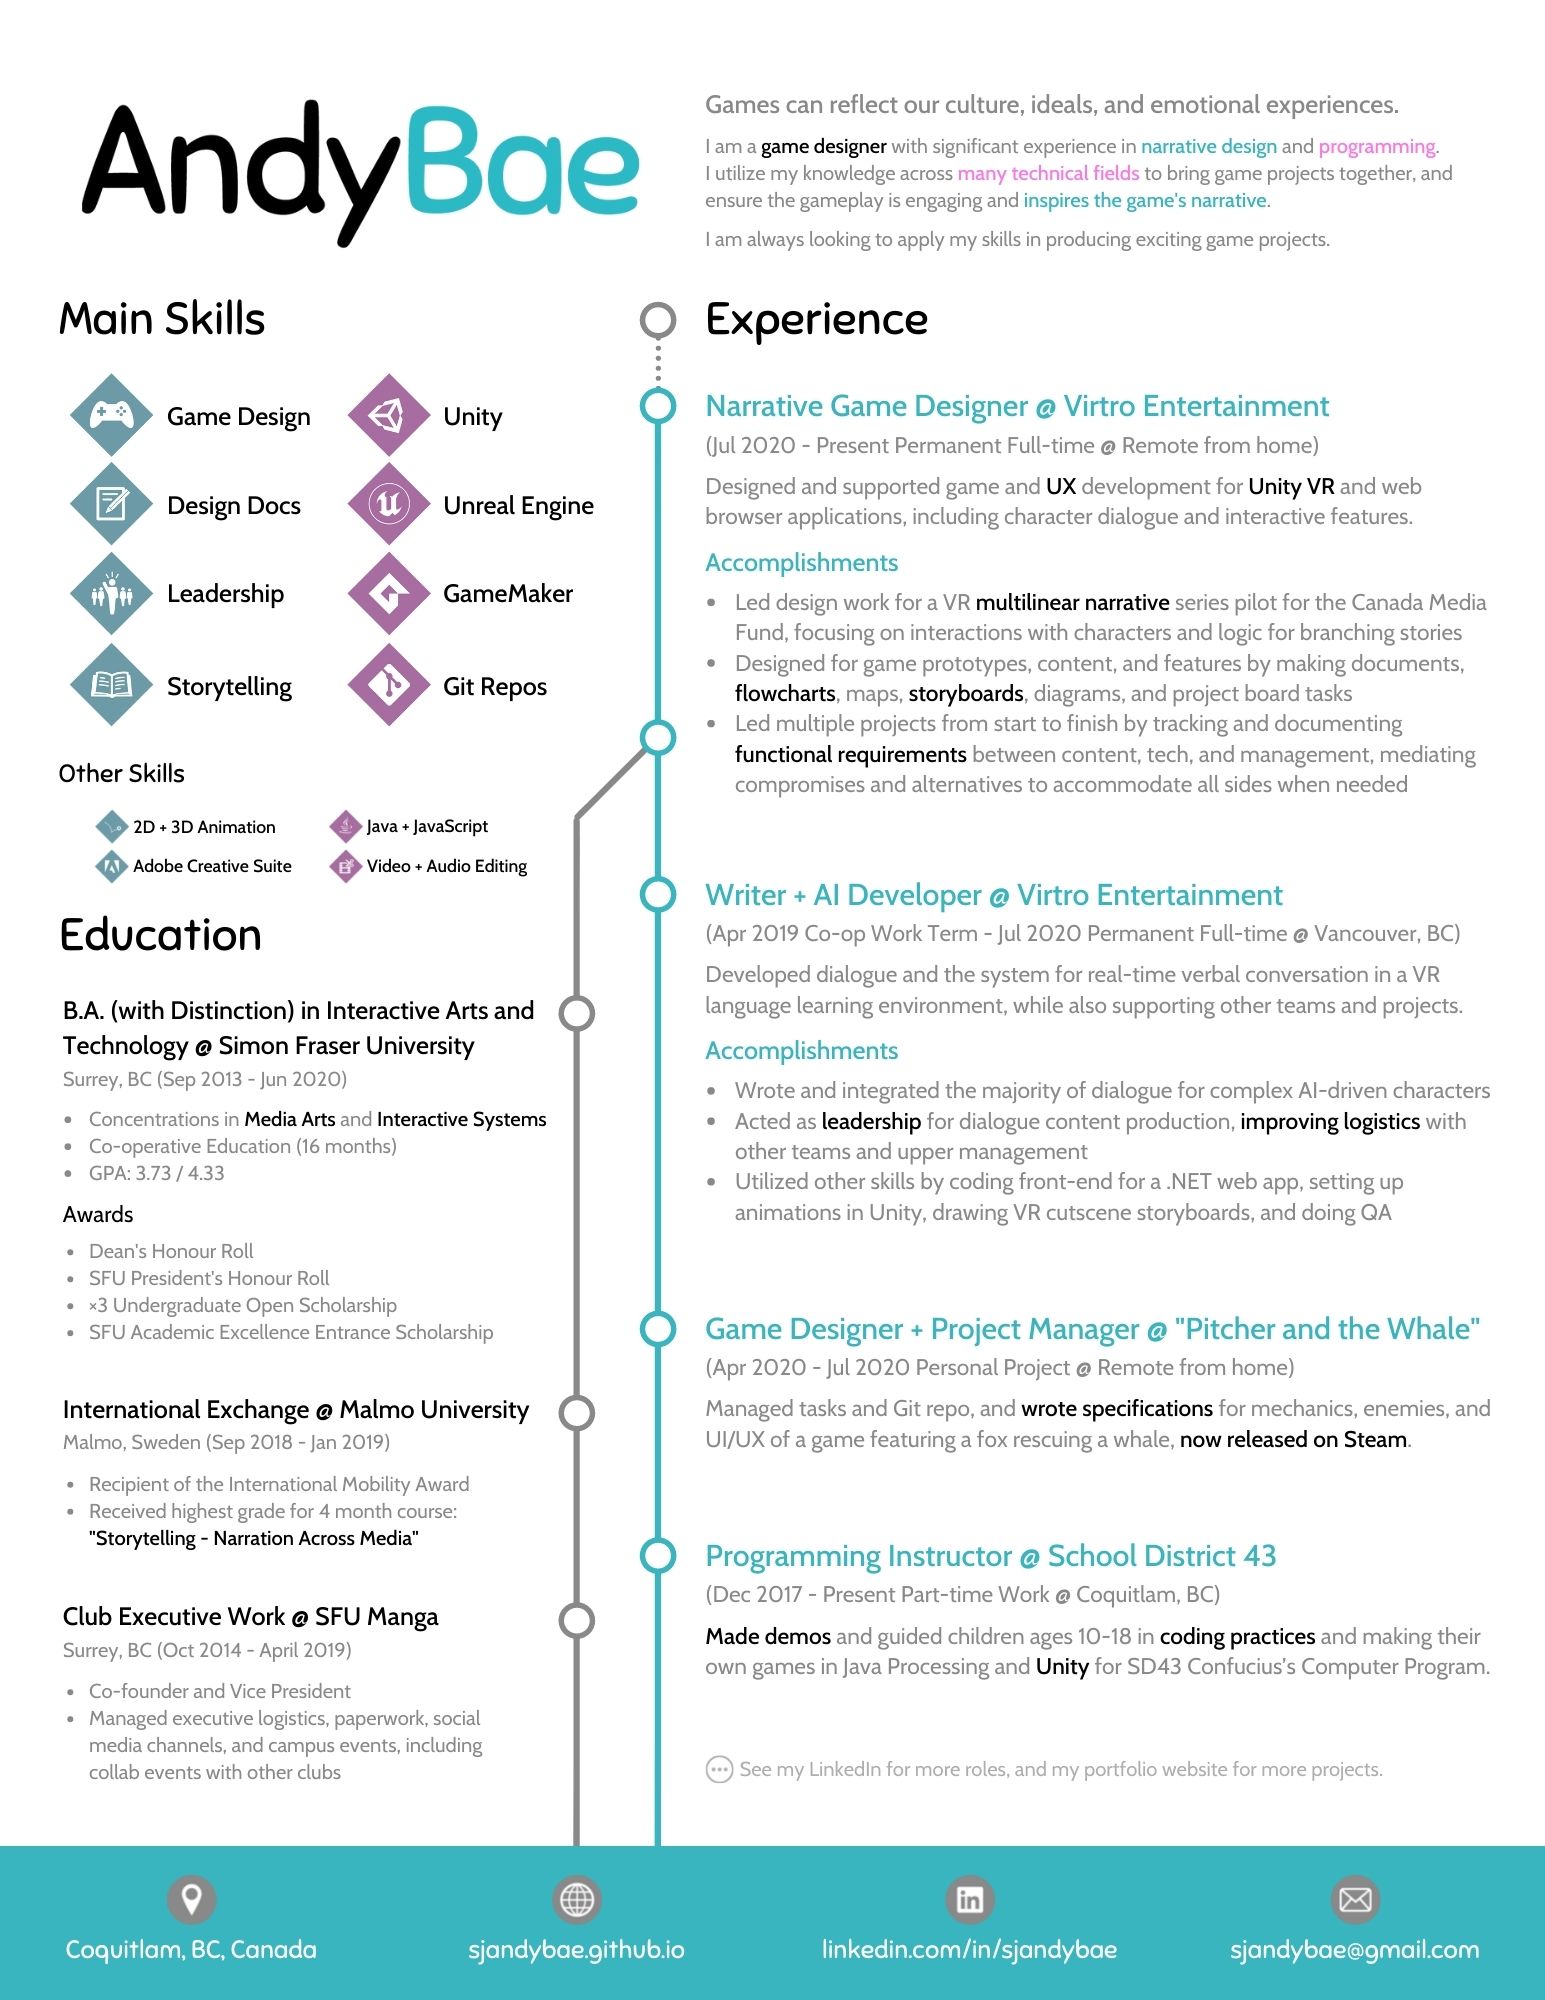 AndyBae
Games can reflect our culture, ideals, and emotional experiences.
I am a game designer with significant experience in narrative design and programming.
I utilize my knowledge across many technical fields to bring game projects together, and
ensure the gameplay is engaging and inspires the game's narrative.
I am always looking to apply my skills in producing exciting game projects.
Main Skills
Game Design
Unity
Design Docs
Unreal Engine
Leadership
GameMaker
Storytelling
Git Repos
Other Skills
2D + 3D Animation
Java + JavaScript
Adobe Creative Suite
Video + Audio Editing
Education
B.A. (with Distinction) in Interactive Arts and
Technology @ Simon Fraser University
Surrey, BC (Sep 2013 - Jun 2020)
• Concentrations in Media Arts and Interactive Systems
• Co-operative Education (16 months)
• GPA: 3.73 / 4.33
Awards
• Dean's Honour Roll
• SFU President's Honour Roll
• ×3 Undergraduate Open Scholarship
• SFU Academic Excellence Entrance Scholarship
International Exchange @ Malmo University
Malmo, Sweden (Sep 2018 - Jan 2019)
• Recipient of the International Mobility Award
• Received highest grade for 4 month course:
"Storytelling - Narration Across Media"
Club Executive Work @ SFU Manga
Surrey, BC (Oct 2014 - April 2019)
• Co-founder and Vice President
• Managed executive logistics, paperwork, social
media channels, and campus events, including
collab events with other clubs
Experience
Narrative Game Designer @ Virtro Entertainment
(Jul 2020 - Present Permanent Full-time @ Remote from home)
Designed and supported game and UX development for Unity VR and web
browser applications, including character dialogue and interactive features.
Accomplishments
• Led design work for a VR multilinear narrative series pilot for the Canada Media
Fund, focusing on interactions with characters and logic for branching stories
• Designed for game prototypes, content, and features by making documents,
flowcharts, maps, storyboards, diagrams, and project board tasks
• Led multiple projects from start to finish by tracking and documenting
functional requirements between content, tech, and management, mediating
compromises and alternatives to accommodate all sides when needed
Writer + AI Developer @ Virtro Entertainment
(Apr 2019 Co-op Work Term - Jul 2020 Permanent Full-time @ Vancouver, BC)
Developed dialogue and the system for real-time verbal conversation in a VR
language learning environment, while also supporting other teams and projects.
Accomplishments
• Wrote and integrated the majority of dialogue for complex AI-driven characters
• Acted as leadership for dialogue content production, improving logistics with
other teams and upper management
• Utilized other skills by coding front-end for a .NET web app, setting up
animations in Unity, drawing VR cutscene storyboards, and doing QA
Game Designer + Project Manager @ "Pitcher and the Whale"
(Apr 2020 - Jul 2020 Personal Project @ Remote from home)
Managed tasks and Git repo, and wrote specifications for mechanics, enemies, and
UI/UX of a game featuring a fox rescuing a whale, now released on Steam.
Programming Instructor @ School District 43
(Dec 2017 - Present Part-time Work @ Coquitlam, BC)
Made demos and guided children ages 10-18 in coding practices and making their
own games in Java Processing and Unity for SD43 Confucius's Computer Program.
See my LinkedIn for more roles, and my portfolio website for more projects.
Coquitlam, BC, Canada
sjandybae.github.io
linkedin.com/in/sjandybae
sjandybae@gmail.com